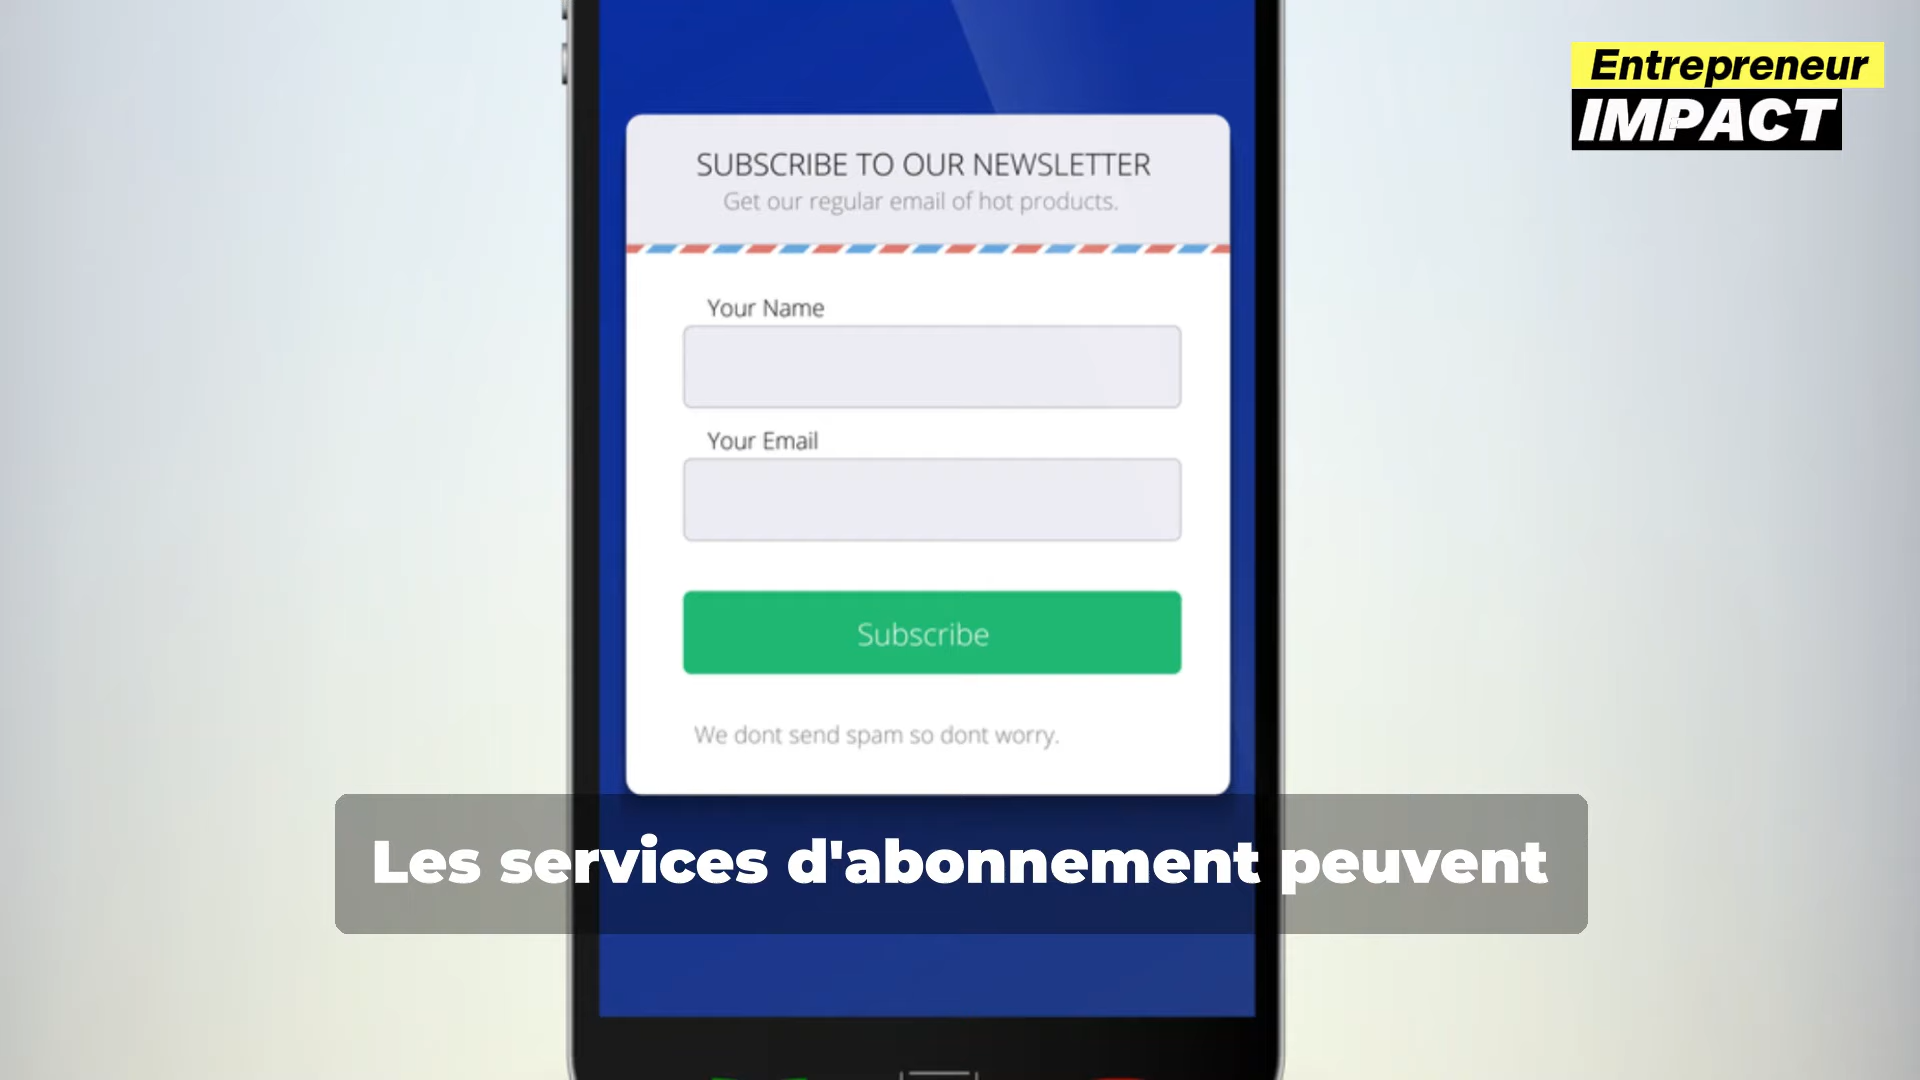 Entrepreneur
IMPACT
SUBSCRIBE TO OUR NEWSLETTER
Get our regular email of hot products.
Your Name
Your Email
Subscribe
We dont send spam so dont worry.
Les services d'abonnement peuvent